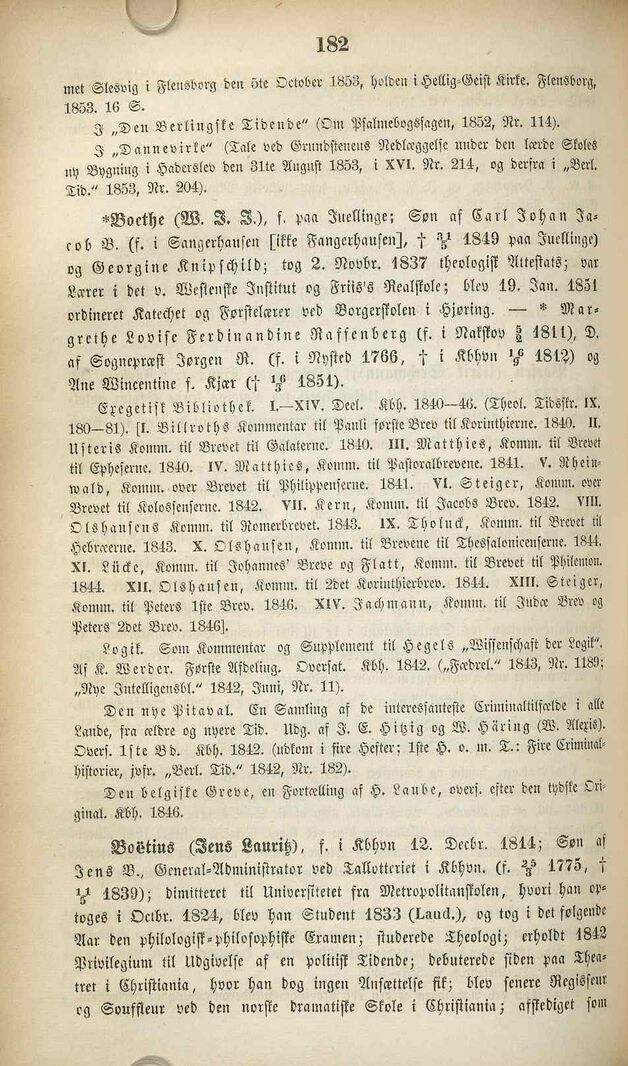 182
met Slesvig i Flensborg den 5te October 1853, holden i Hellig-Geist Kirke. Flensborg,
1853. 16 S.
I „Den Berlingske Tidende“ (Om Psalmebogssagen, 1852, Nr. 114).
I „Dannevirke“ (Tale ved Grundstenens Nedlæggelse under den lærde Skoles
ny Bygning i Haderslev den 31te August 1853, i XVI. Nr. 214, og derfra i „Berl.
Tid.“ 1853, Nr. 204).
*Boethe (W. J. J.), f. paa Juellinge; Søn af Carl Johan Ja-
cob B. (f. i Sangerhausen [ikke Fangerhausen], † 3/1 1849 paa Juellinge)
og Georgine Knipschild; tog 2. Novbr. 1837 theologisk Attestats; var
Lærer i det v. Westenske Institut og Friis's Realskole; blev 19. Jan. 1851
ordineret Katechet og Førstelærer ved Borgerskolen i Hjøring. — * Mar-
grethe Lovise Ferdinandine Raffenberg (f. i Nakskov 5/2 1811), D.
af Sognepræst Jørgen R. (f. i Nysted 1766, † i Kbhvn 1812) og
Ane Wincentine f. Kjær († 1851).
Exegetisk Bibliothek. I.—XIV. Deel. Kbh. 1840—46. (Theol. Tidsskr. IX.
180—81). [I. Billroths Kommentar til Pauli første Brev til Korinthierne. 1840. II.
Usteris Komm. til Brevet til Galaterne. 1840. III. Matthies, Komm. til Brevet
til Epheserne. 1840. IV. Matthies, Komm. til Pastoralbrevene. 1841. V. Rhein-
wald, Komm. over Brevet til Philippenserne. 1841. VI. Steiger, Komm. over
Brevet til Kolossenserne. 1842. VII. Kern, Komm. til Jacobs Brev. 1842. VIII.
Olshausens Komm. til Romerbrevet. 1843. IX. Tholuck, Komm. til Brevet til
Hebræerne. 1843. X. Olshausen, Komm. til Brevene til Thessalonicenserne. 1844.
XI. Lücke, Komm. til Johannes' Breve og Flatt, Komm. til Brevet til Philemon.
1844. XII. Olshausen, Komm. til 2det Korinthierbrev. 1844. XIII. Steiger,
Komm. til Peters 1ste Brev. 1846. XIV. Jachmann, Komm. til Judæ Brev og
Peters 2det Brev. 1846].
Logik. Som Kommentar og Supplement til Hegels „Wissenschaft der Logik“.
Af K. Werder. Første Afdeling. Oversat. Kbh. 1842. („Fædrel.“ 1843, Nr. 1189;
„Nye Intelligensbl.“ 1842, Juni, Nr. 11).
Den nye Pitaval. En Samling af de interessanteste Criminaltilfælde i alle
Lande, fra ældre og nyere Tid. Udg. af J. E. Hitzig og W. Häring (W. Alexis).
Overs. 1ste Bd. Kbh. 1842. (udkom i fire Hefter; 1ste H. o. m. T.: Fire Criminal-
historier, jvfr. „Berl. Tid.“ 1842, Nr. 182).
Den belgiske Greve, en Fortælling af H. Laube, overs. efter den tydske Ori-
ginal. Kbh. 1846.
Boëtius (Jens Lauritz), f. i Kbhvn 12. Decbr. 1814; Søn af
Jens B., General-Administrator ved Tallotteriet i Kbhvn. (f. 1775, †
1839); dimitteret til Universitetet fra Metropolitanskolen, hvori han op-
toges i Octbr. 1824, blev han Student 1833 (Laud.), og tog i det følgende
Aar den philologisk-philosophiske Examen; studerede Theologi; erholdt 1842
Privilegium til Udgivelse af en politisk Tidende; debuterede siden paa Thea-
tret i Christiania, hvor han dog ingen Ansættelse fik; blev senere Regisseur
og Souffleur ved den norske dramatiske Skole i Christiania; afskediget som